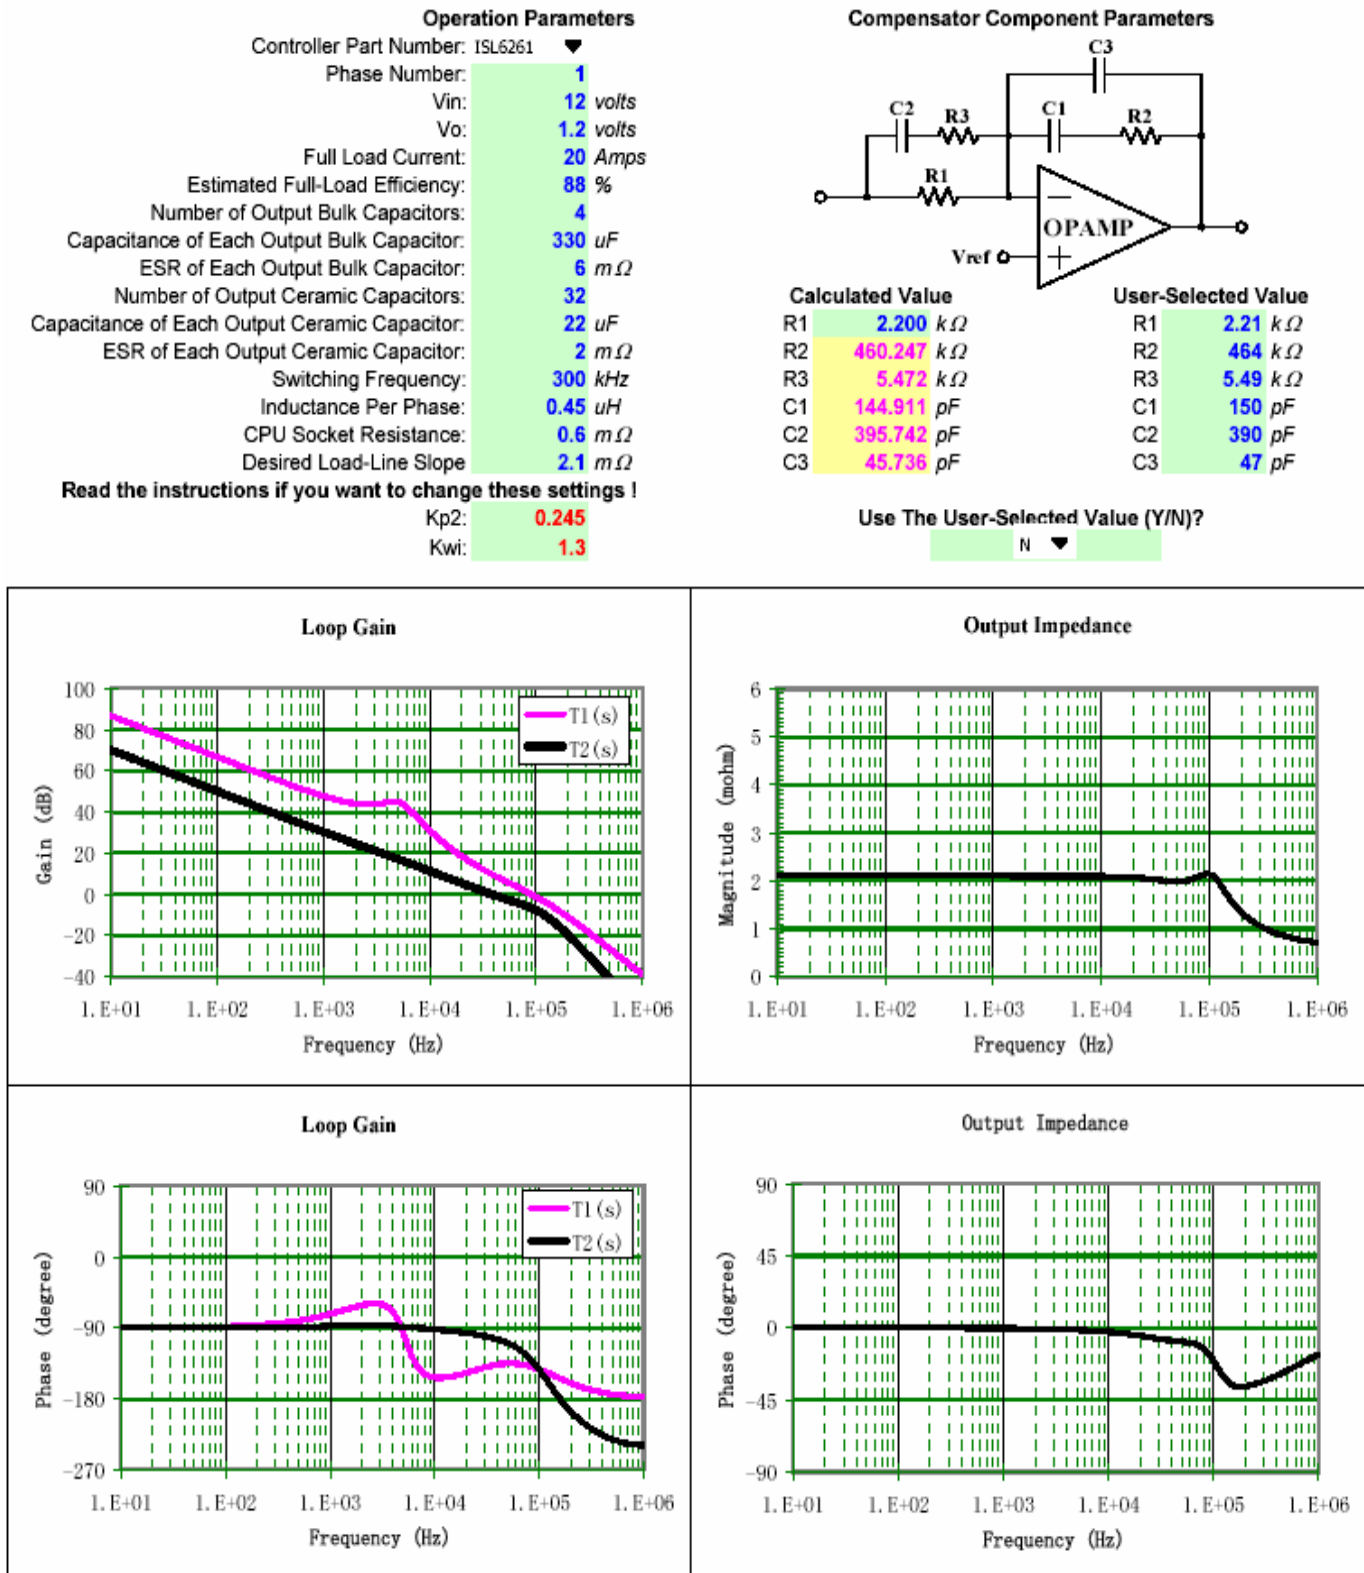 Operation Parameters
Controller Part Number: ISL6261
Phase Number: 1
Vin: 12 volts
Vo: 1.2 volts
Full Load Current: 20 Amps
Estimated Full-Load Efficiency: 88 %
Number of Output Bulk Capacitors: 4
Capacitance of Each Output Bulk Capacitor: 330 uF
ESR of Each Output Bulk Capacitor: 6 mΩ
Number of Output Ceramic Capacitors: 32
Capacitance of Each Output Ceramic Capacitor: 22 uF
ESR of Each Output Ceramic Capacitor: 2 mΩ
Switching Frequency: 300 kHz
Inductance Per Phase: 0.45 uH
CPU Socket Resistance: 0.6 mΩ
Desired Load-Line Slope 2.1 mΩ
Read the instructions if you want to change these settings !
Kp2: 0.245
Kwi: 1.3
Compensator Component Parameters
C3
C2 R3 C1 R2
R1
OPAMP
Vref
Calculated Value
R1 2.200 kΩ
R2 460.247 kΩ
R3 5.472 kΩ
C1 144.911 pF
C2 395.742 pF
C3 45.736 pF
User-Selected Value
R1 2.21 kΩ
R2 464 kΩ
R3 5.49 kΩ
C1 150 pF
C2 390 pF
C3 47 pF
Use The User-Selected Value (Y/N)?
N
Loop Gain
T1(s)
T2(s)
Gain (dB)
100
80
60
40
20
0
-20
-40
1.E+01 1.E+02 1.E+03 1.E+04 1.E+05 1.E+06
Frequency (Hz)
Output Impedance
Magnitude (mohm)
6
5
4
3
2
1
0
1.E+01 1.E+02 1.E+03 1.E+04 1.E+05 1.E+06
Frequency (Hz)
Loop Gain
T1(s)
T2(s)
Phase (degree)
90
0
-90
-180
-270
1.E+01 1.E+02 1.E+03 1.E+04 1.E+05 1.E+06
Frequency (Hz)
Output Impedance
Phase (degree)
90
45
0
-45
-90
1.E+01 1.E+02 1.E+03 1.E+04 1.E+05 1.E+06
Frequency (Hz)